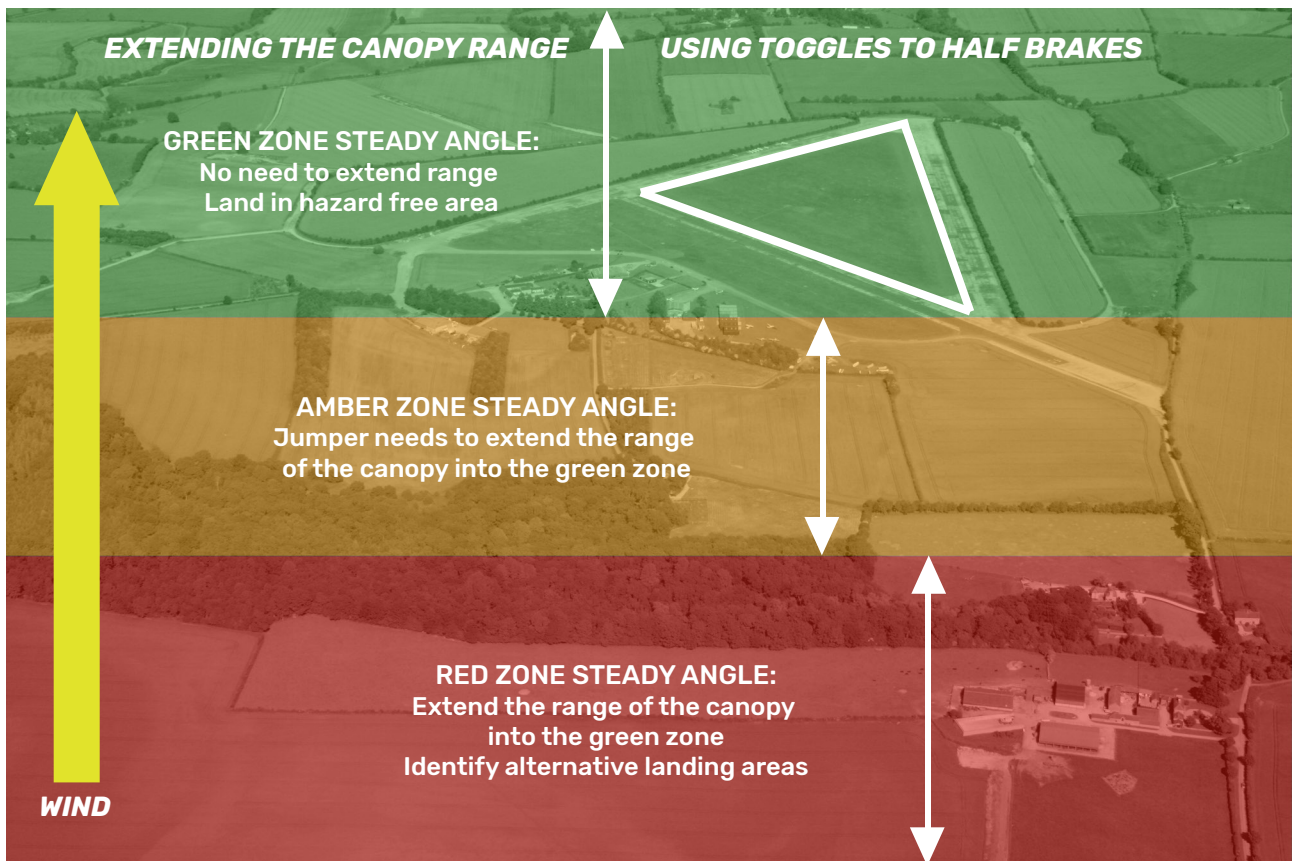 EXTENDING THE CANOPY RANGE
USING TOGGLES TO HALF BRAKES
GREEN ZONE STEADY ANGLE:
No need to extend range
Land in hazard free area
AMBER ZONE STEADY ANGLE:
Jumper needs to extend the range
of the canopy into the green zone
RED ZONE STEADY ANGLE:
Extend the range of the canopy
into the green zone
Identify alternative landing areas
WIND